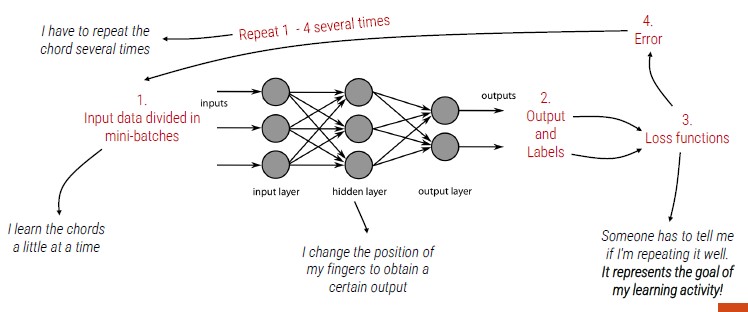 I have to repeat the
chord several times
Repeat 1 - 4 several times
4.
Error
1.
Input data divided in
mini-batches
inputs
outputs
2.
Output
and
Labels
3.
Loss functions
input layer
hidden layer
output layer
I learn the chords
a little at a time
I change the position of
my fingers to obtain a
certain output
Someone has to tell me
if I'm repeating it well.
It represents the goal of
my learning activity!